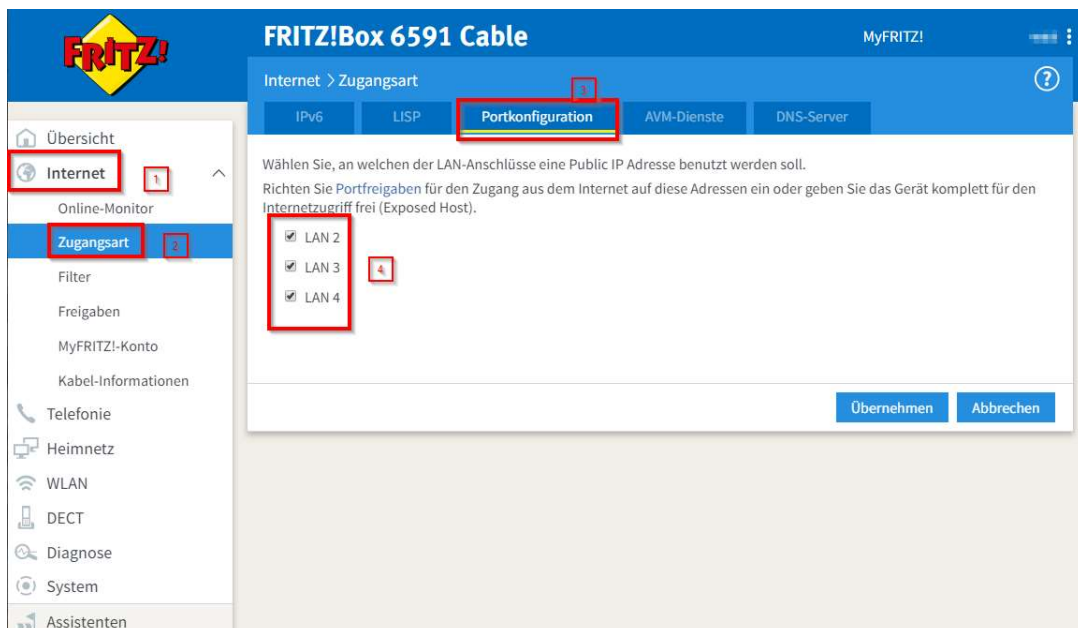 FRITZ!
FRITZ!Box 6591 Cable
MyFRITZ!
Internet > Zugangsart
3
?
IPv6 LISP Portkonfiguration AVM-Dienste DNS-Server
Übersicht
Internet
1
Online-Monitor
Zugangsart
2
Filter
Freigaben
MyFRITZ!-Konto
Kabel-Informationen
Telefonie
Heimnetz
WLAN
DECT
Diagnose
System
Assistenten
Wählen Sie, an welchen der LAN-Anschlüsse eine Public IP Adresse benutzt werden soll.
Richten Sie Portfreigaben für den Zugang aus dem Internet auf diese Adressen ein oder geben Sie das Gerät komplett für den
Internetzugriff frei (Exposed Host).
LAN 2
LAN 3
4
LAN 4
Übernehmen Abbrechen